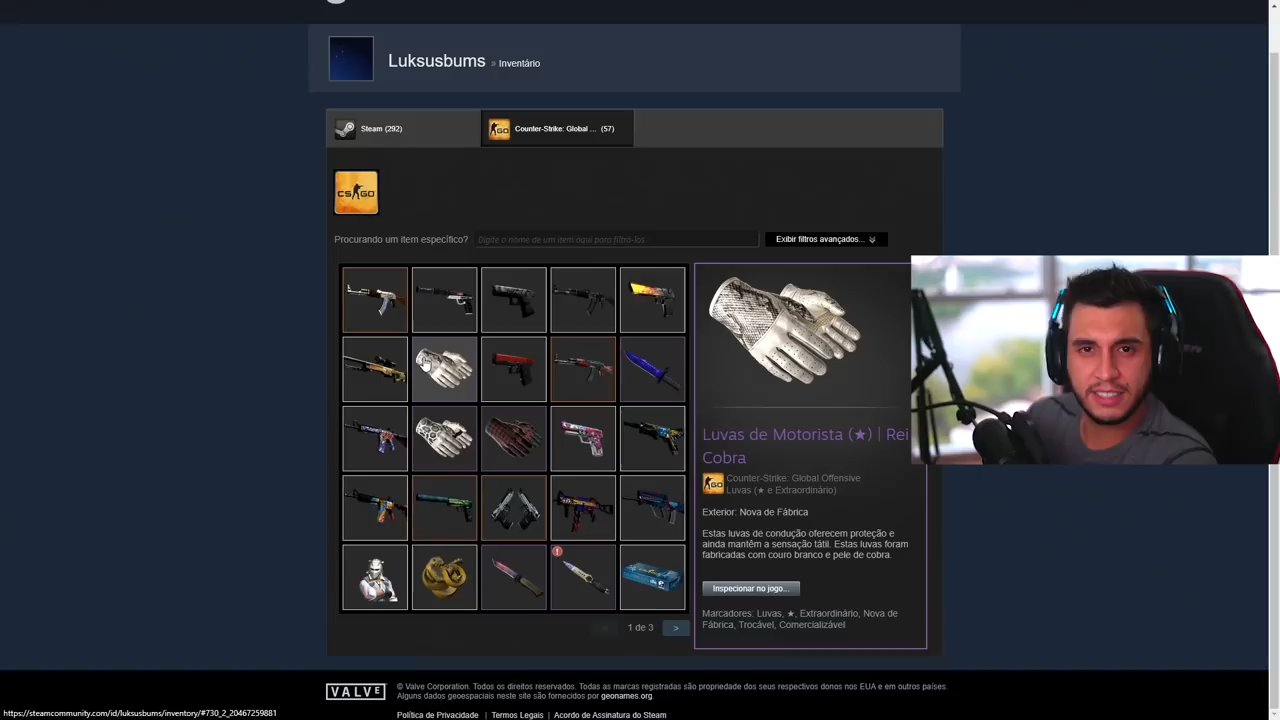 Luksusbums » Inventário
Steam (292)
Counter-Strike: Global ... (57)
CS GO
Procurando um item específico?
Digite o nome de um item aqui para filtrá-los
Exibir filtros avançados...
Luvas de Motorista (★) | Rei
Cobra
GO
Counter-Strike: Global Offensive
Luvas (★ e Extraordinário)
Exterior: Nova de Fábrica
Estas luvas de condução oferecem proteção e
ainda mantêm a sensação tátil. Estas luvas foram
fabricadas com couro branco e pele de cobra.
Inspecionar no jogo...
Marcadores: Luvas, ★, Extraordinário, Nova de
Fábrica, Trocável, Comercializável
1 de 3
>
VALVE
© Valve Corporation. Todos os direitos reservados. Todas as marcas registradas são propriedade dos seus respectivos donos nos EUA e em outros países.
Alguns dados geoespaciais neste site são fornecidos por geonames.org.
https://steamcommunity.com/id/luksusbums/inventory/#730_2_20467259881
Política de Privacidade | Termos Legais | Acordo de Assinatura do Steam